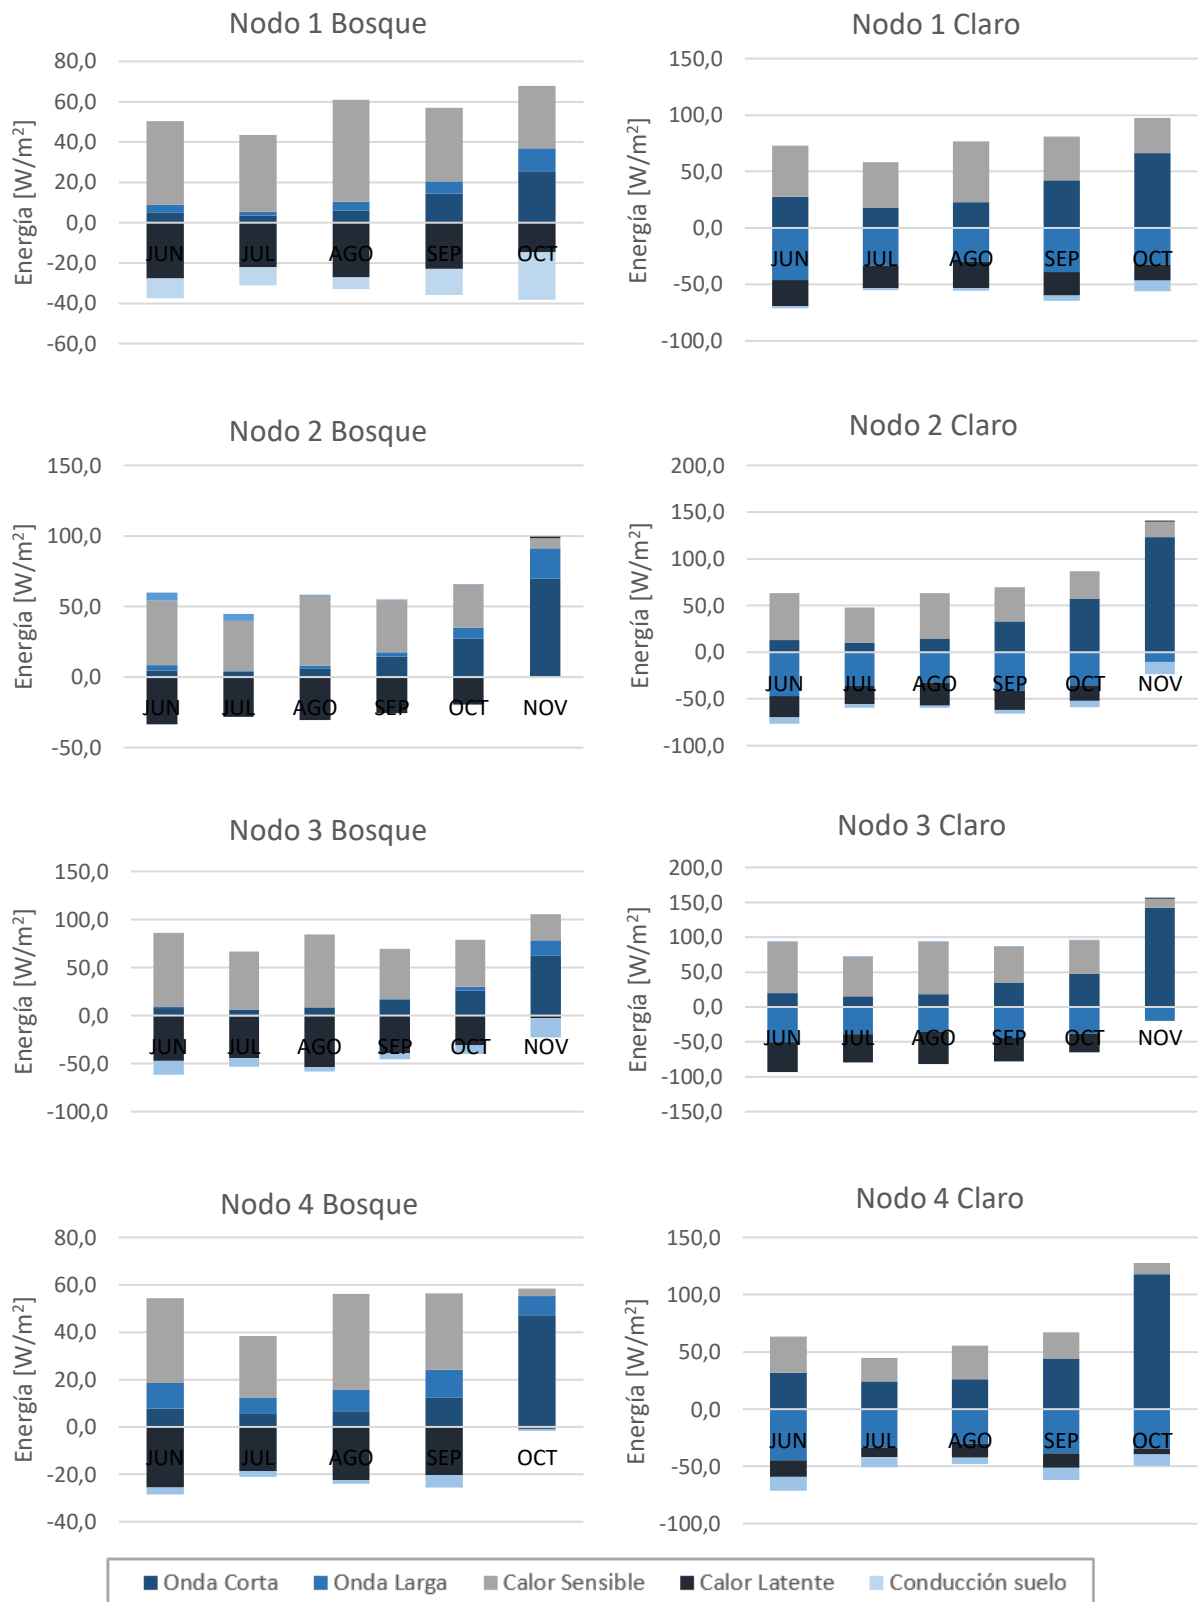 Nodo 1 Bosque
80,0
60,0
40,0
20,0
0,0
-20,0
-40,0
-60,0
Energía [W/m²]
JUN JUL AGO SEP OCT
Nodo 1 Claro
150,0
100,0
50,0
0,0
-50,0
-100,0
Energía [W/m²]
JUN JUL AGO SEP OCT
Nodo 2 Bosque
150,0
100,0
50,0
0,0
-50,0
Energía [W/m²]
JUN JUL AGO SEP OCT NOV
Nodo 2 Claro
200,0
150,0
100,0
50,0
0,0
-50,0
-100,0
Energía [W/m²]
JUN JUL AGO SEP OCT NOV
Nodo 3 Bosque
150,0
100,0
50,0
0,0
-50,0
-100,0
Energía [W/m²]
JUN JUL AGO SEP OCT NOV
Nodo 3 Claro
200,0
150,0
100,0
50,0
0,0
-50,0
-100,0
-150,0
Energía [W/m²]
JUN JUL AGO SEP OCT NOV
Nodo 4 Bosque
80,0
60,0
40,0
20,0
0,0
-20,0
-40,0
Energía [W/m²]
JUN JUL AGO SEP OCT
Nodo 4 Claro
150,0
100,0
50,0
0,0
-50,0
-100,0
Energía [W/m²]
JUN JUL AGO SEP OCT
Onda Corta Onda Larga Calor Sensible Calor Latente Conducción suelo